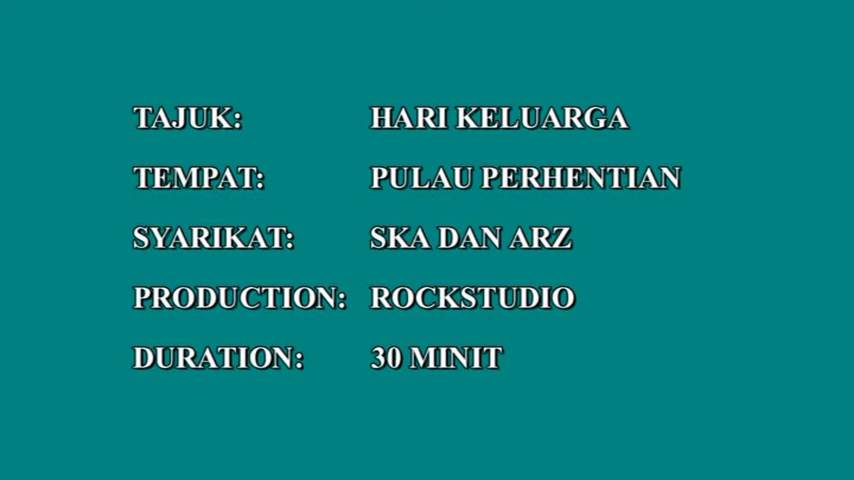 TAJUK: HARI KELUARGA
TEMPAT: PULAU PERHENTIAN
SYARIKAT: SKA DAN ARZ
PRODUCTION: ROCKSTUDIO
DURATION: 30 MINIT